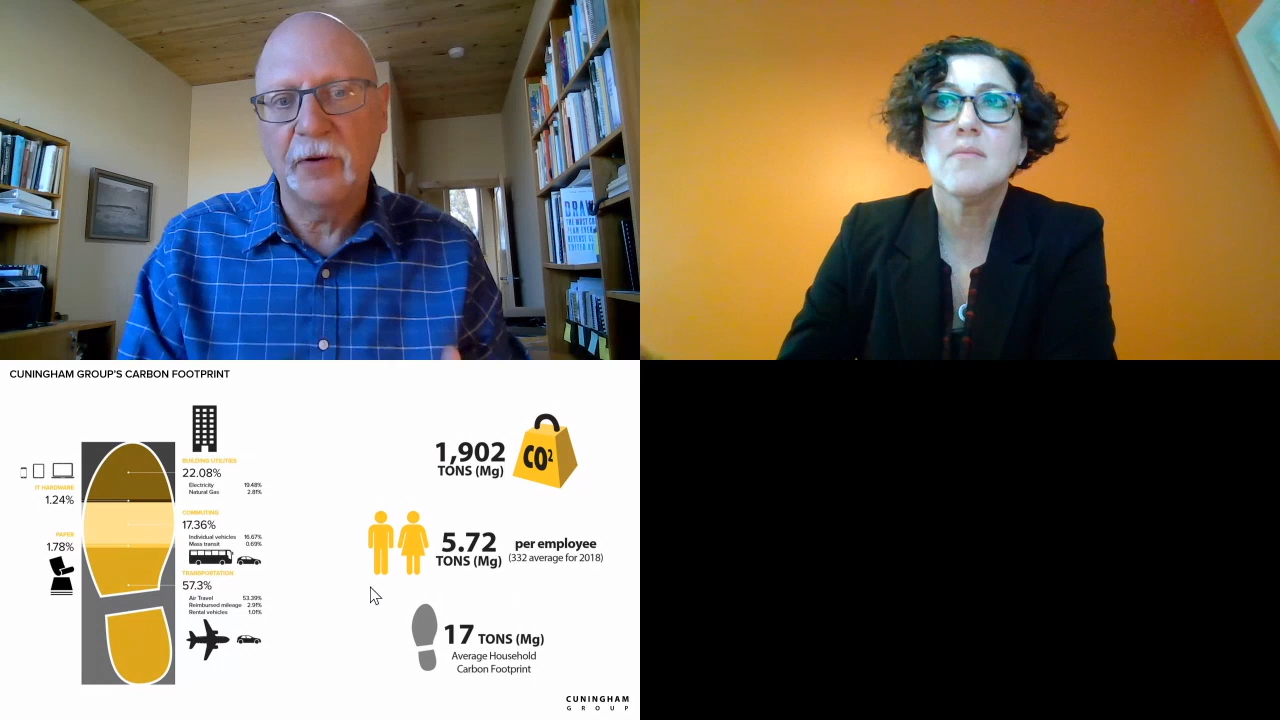 DRAW
CUNINGHAM GROUP'S CARBON FOOTPRINT
BUILDING UTILITIES
22.08%
Electricity 19.48%
Natural Gas 2.81%
IT HARDWARE
1.24%
COMMUTING
17.36%
Individual vehicles 16.67%
Mass transit 0.69%
PAPER
1.78%
TRANSPORTATION
57.3%
Air Travel 53.39%
Reimbursed mileage 2.91%
Rental vehicles 1.01%
1,902
TONS (Mg)
CO²
5.72
TONS (Mg)
per employee
(332 average for 2018)
17 TONS (Mg)
Average Household
Carbon Footprint
CUNINGHAM
GROUP